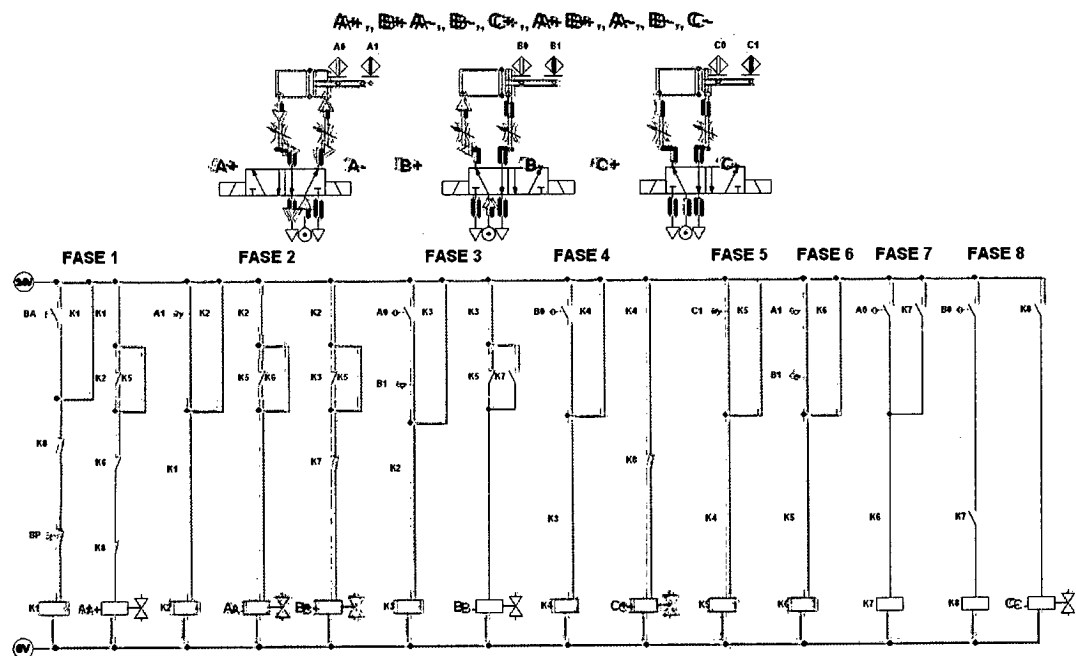 A+, B+ A-, B-, C+, A+ B+, A-, B-, C-
A0 A1 B0 B1 C0 C1
A+ A- B+ B- C+ C-
FASE 1 FASE 2 FASE 3 FASE 4 FASE 5 FASE 6 FASE 7 FASE 8
24V
BA K1 K1 A1 K2 K2 K2 A0 K3 K3 B0 K4 K4 C1 K5 A1 K6 A0 K7 B0 K8
K2 K5 K5 K6 K3 K5 B1 K5 K7 B1
K8 K6 K1 K7 K2 K8 K6
BP K8 K3 K4 K5 K7
K1 A+ K2 A- B+ K3 B- K4 C+ K5 K6 K7 K8 C-
0V